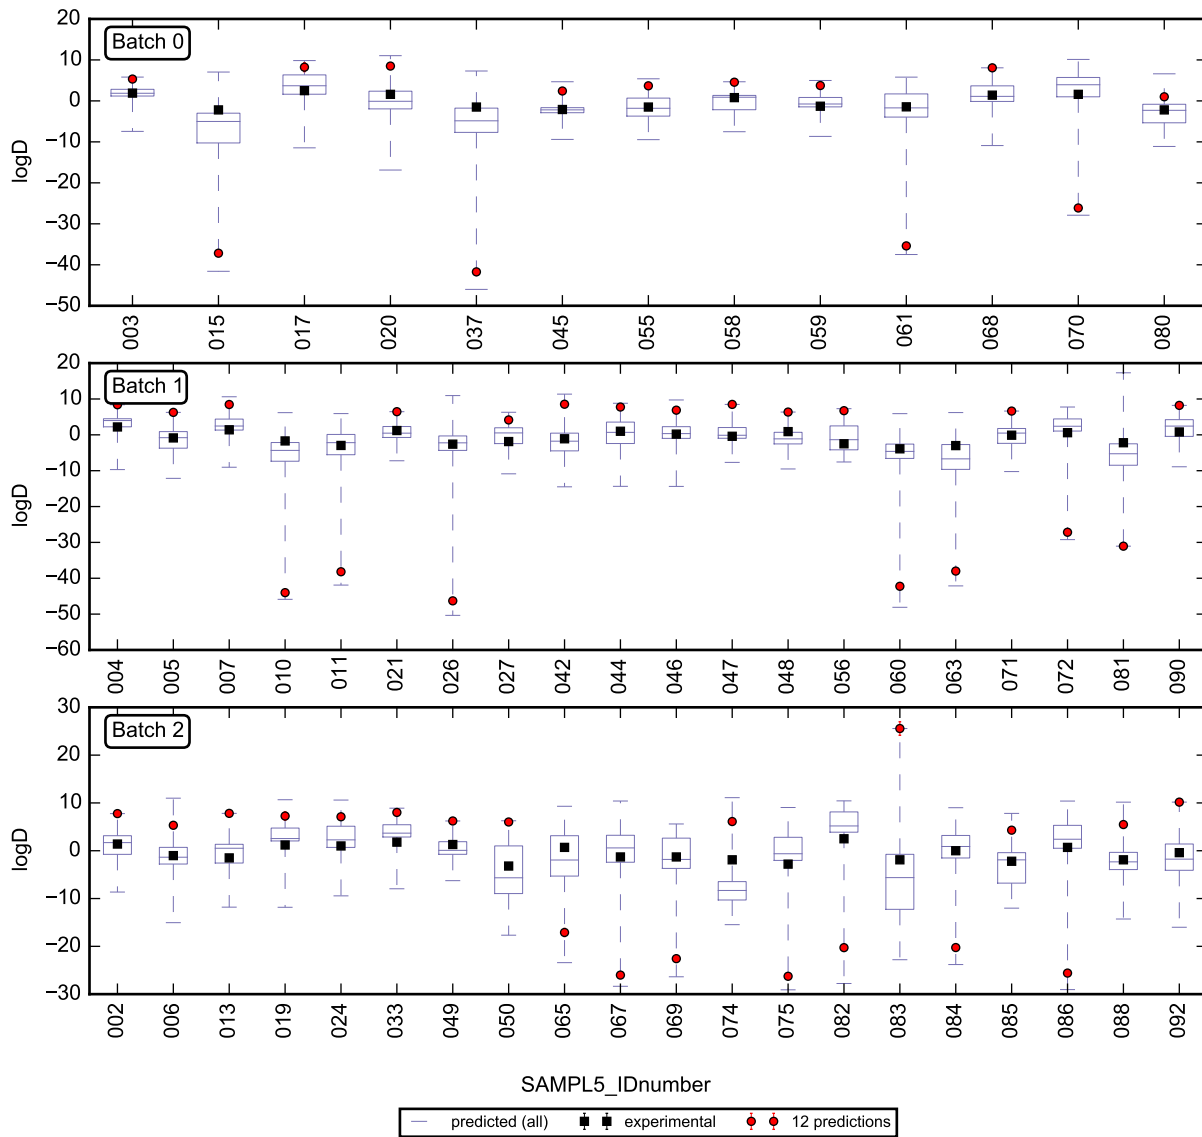 Batch 0
logD
20
10
0
−10
−20
−30
−40
−50
003 015 017 020 037 045 055 058 059 061 068 070 080
Batch 1
logD
20
10
0
−10
−20
−30
−40
−50
−60
004 005 007 010 011 021 026 027 042 044 046 047 048 056 060 063 071 072 081 090
Batch 2
logD
30
20
10
0
−10
−20
−30
002 006 013 019 024 033 049 050 065 067 069 074 075 082 083 084 085 086 088 092
SAMPL5_IDnumber
predicted (all) experimental 12 predictions